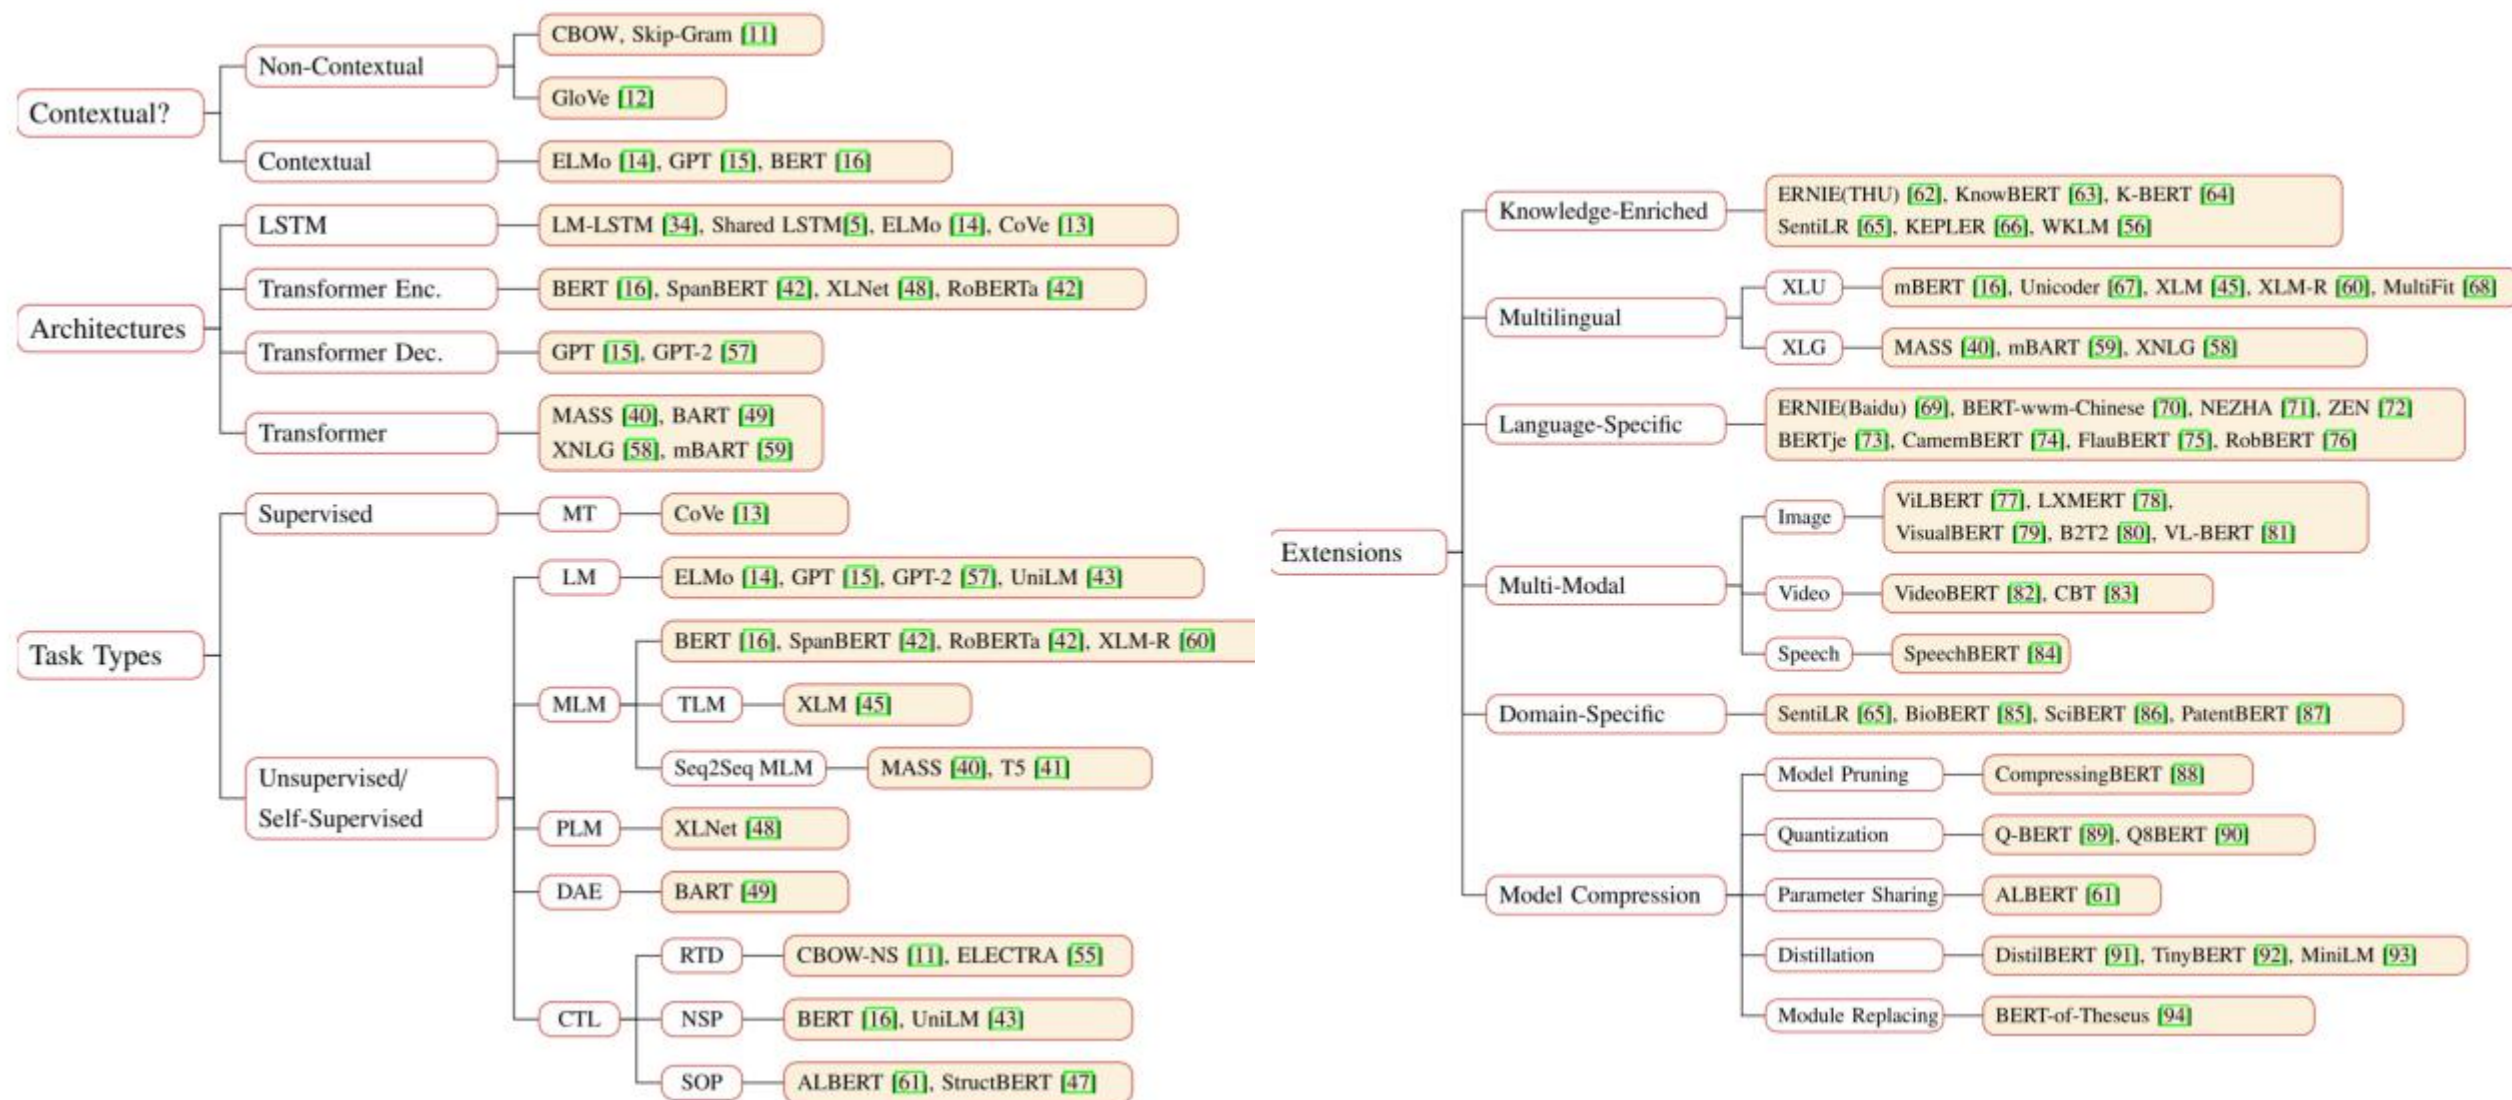 Contextual?
Non-Contextual
CBOW, Skip-Gram [11]
GloVe [12]
Contextual
ELMo [14], GPT [15], BERT [16]
Architectures
LSTM
LM-LSTM [34], Shared LSTM[5], ELMo [14], CoVe [13]
Transformer Enc.
BERT [16], SpanBERT [42], XLNet [48], RoBERTa [42]
Transformer Dec.
GPT [15], GPT-2 [57]
Transformer
MASS [40], BART [49]
XNLG [58], mBART [59]
Task Types
Supervised
MT
CoVe [13]
Unsupervised/
Self-Supervised
LM
ELMo [14], GPT [15], GPT-2 [57], UniLM [43]
MLM
BERT [16], SpanBERT [42], RoBERTa [42], XLM-R [60]
TLM
XLM [45]
Seq2Seq MLM
MASS [40], T5 [41]
PLM
XLNet [48]
DAE
BART [49]
CTL
RTD
CBOW-NS [11], ELECTRA [55]
NSP
BERT [16], UniLM [43]
SOP
ALBERT [61], StructBERT [47]
Extensions
Knowledge-Enriched
ERNIE(THU) [62], KnowBERT [63], K-BERT [64]
SentiLR [65], KEPLER [66], WKLM [56]
Multilingual
XLU
mBERT [16], Unicoder [67], XLM [45], XLM-R [60], MultiFit [68]
XLG
MASS [40], mBART [59], XNLG [58]
Language-Specific
ERNIE(Baidu) [69], BERT-wwm-Chinese [70], NEZHA [71], ZEN [72]
BERTje [73], CamemBERT [74], FlauBERT [75], RobBERT [76]
Multi-Modal
Image
ViLBERT [77], LXMERT [78],
VisualBERT [79], B2T2 [80], VL-BERT [81]
Video
VideoBERT [82], CBT [83]
Speech
SpeechBERT [84]
Domain-Specific
SentiLR [65], BioBERT [85], SciBERT [86], PatentBERT [87]
Model Compression
Model Pruning
CompressingBERT [88]
Quantization
Q-BERT [89], Q8BERT [90]
Parameter Sharing
ALBERT [61]
Distillation
DistilBERT [91], TinyBERT [92], MiniLM [93]
Module Replacing
BERT-of-Theseus [94]